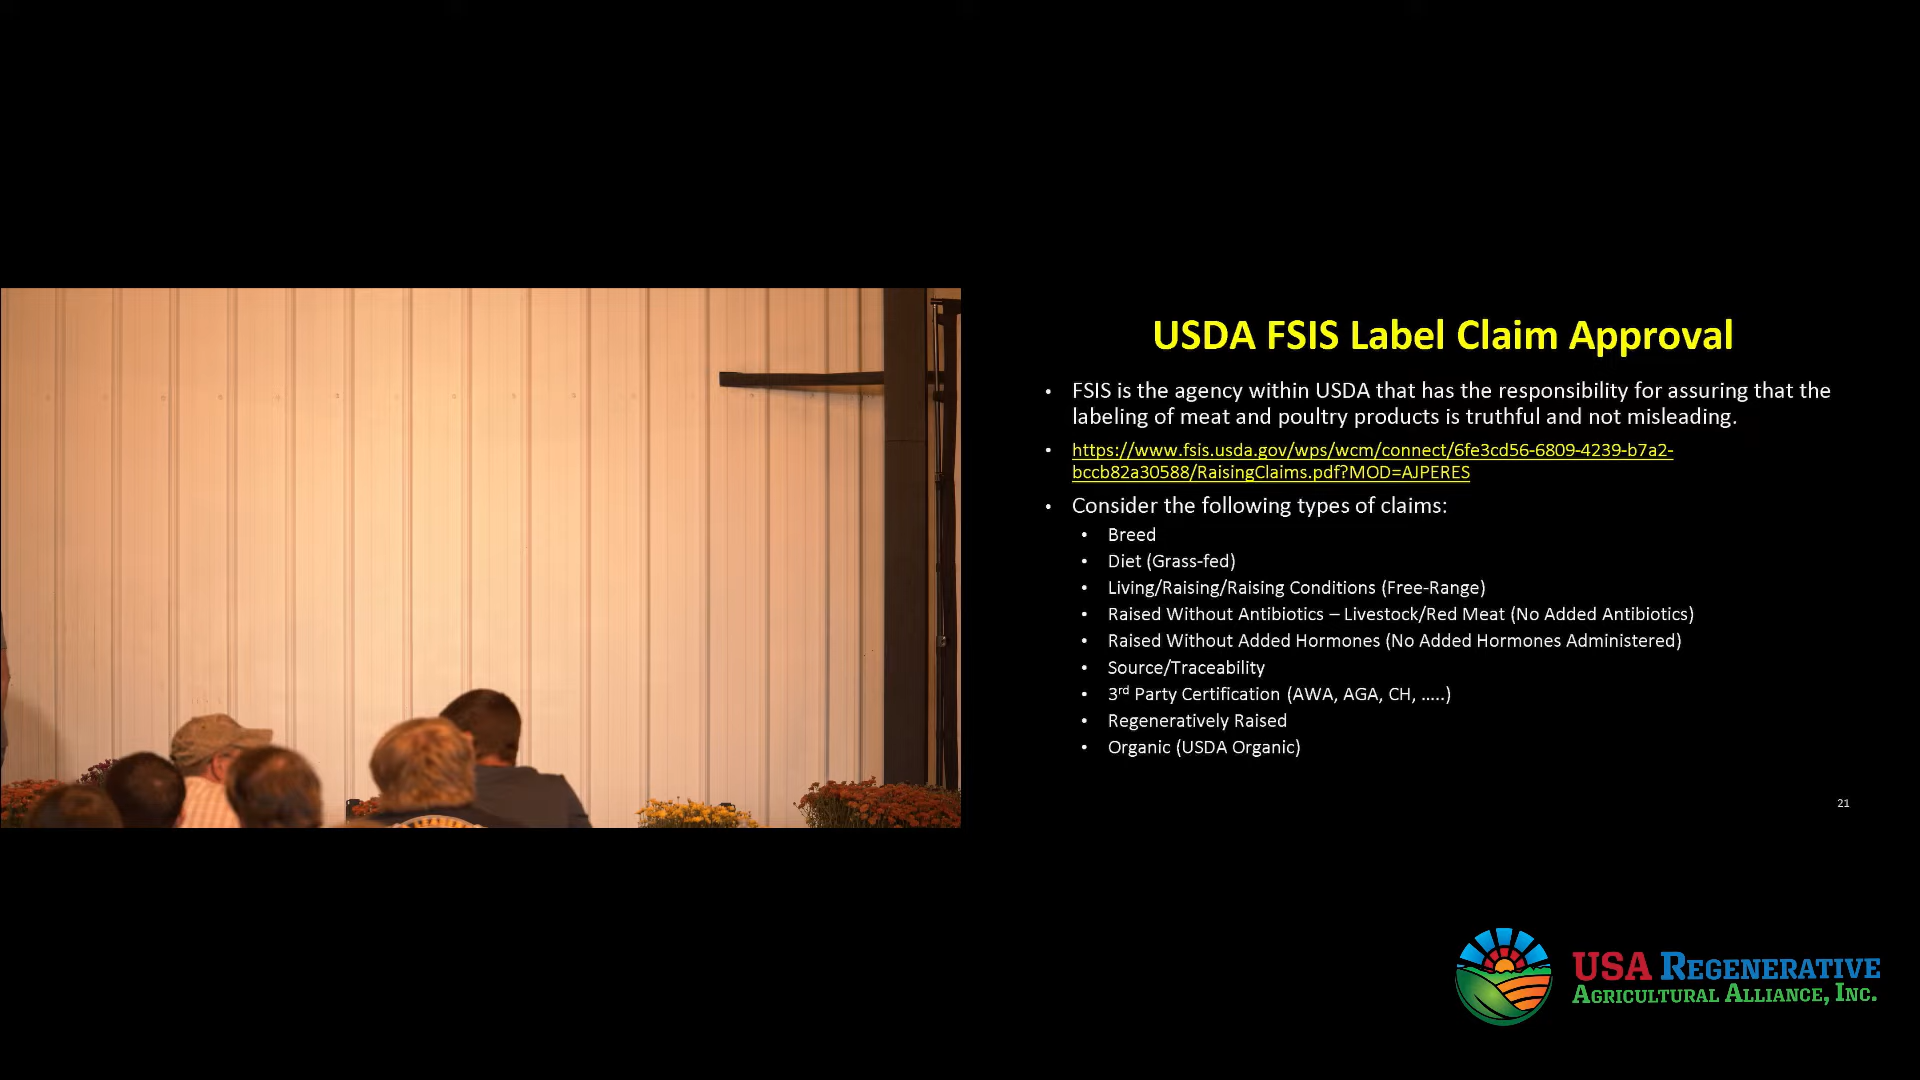 USDA FSIS Label Claim Approval
• FSIS is the agency within USDA that has the responsibility for assuring that the
labeling of meat and poultry products is truthful and not misleading.
• https://www.fsis.usda.gov/wps/wcm/connect/6fe3cd56-6809-4239-b7a2-
bccb82a30588/RaisingClaims.pdf?MOD=AJPERES
• Consider the following types of claims:
• Breed
• Diet (Grass-fed)
• Living/Raising/Raising Conditions (Free-Range)
• Raised Without Antibiotics – Livestock/Red Meat (No Added Antibiotics)
• Raised Without Added Hormones (No Added Hormones Administered)
• Source/Traceability
• 3rd Party Certification (AWA, AGA, CH, …..)
• Regeneratively Raised
• Organic (USDA Organic)
21
USA REGENERATIVE
AGRICULTURAL ALLIANCE, INC.